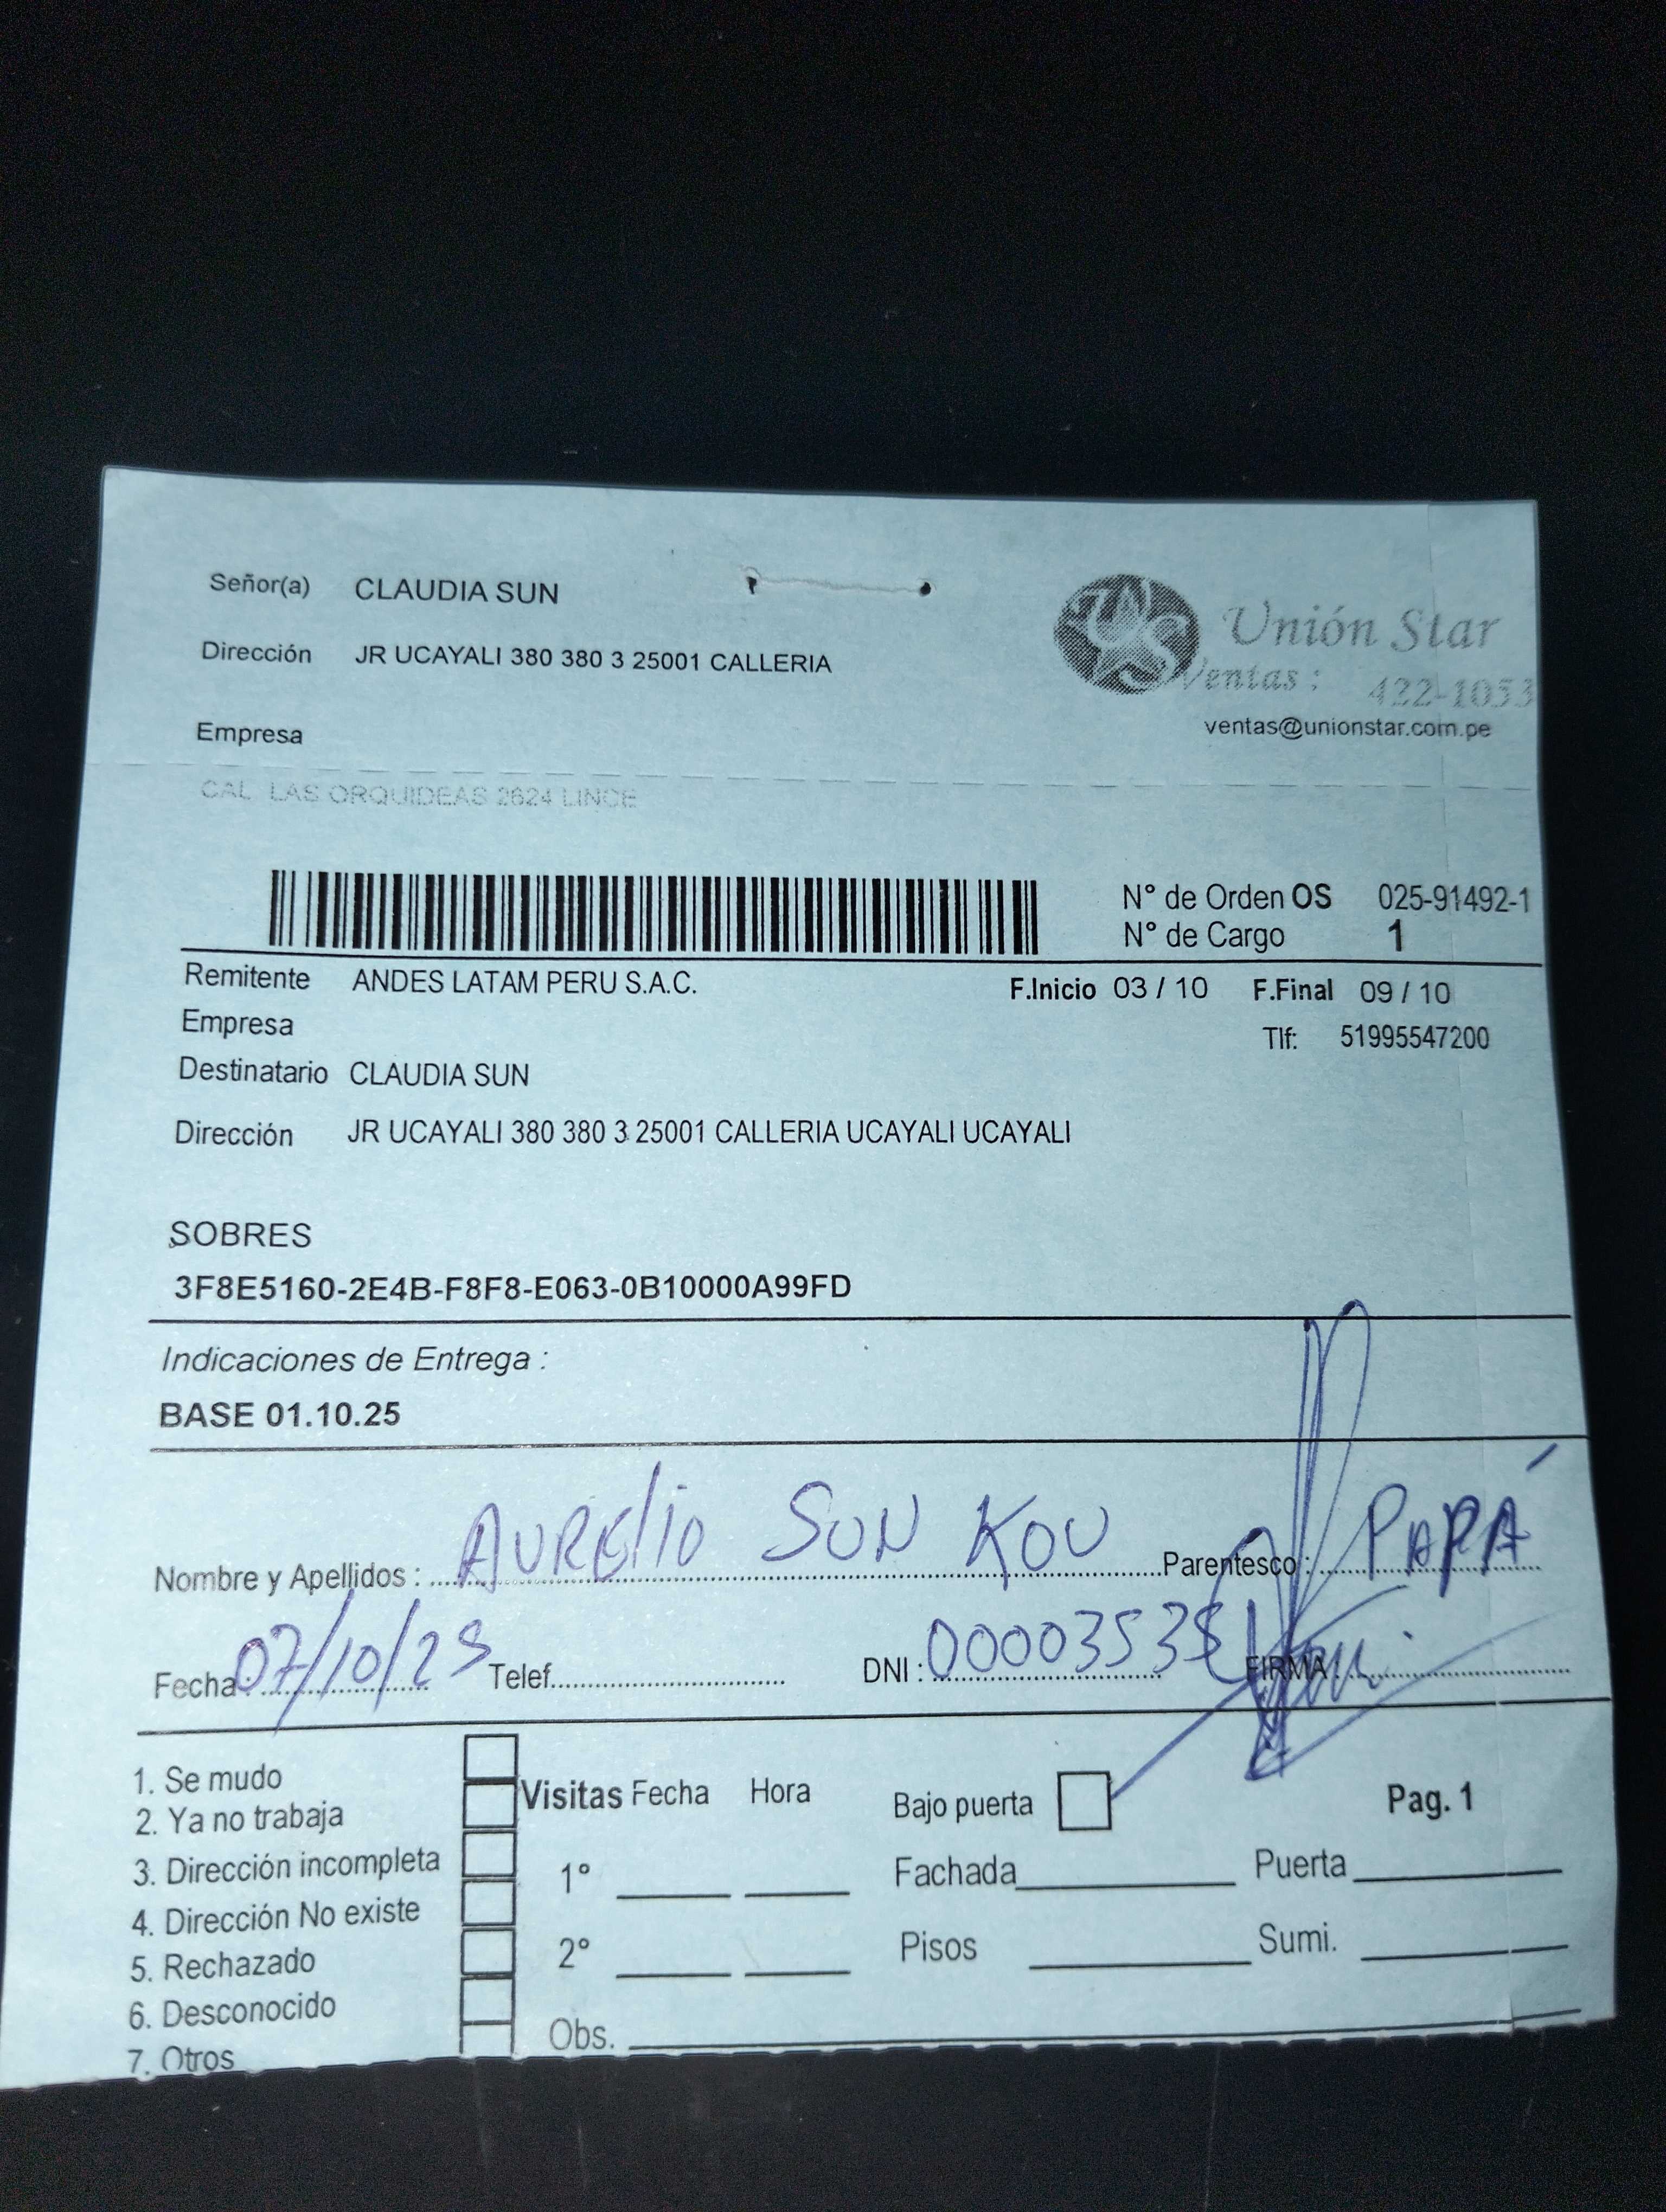 Señor(a) CLAUDIA SUN
Unión Star
Dirección JR UCAYALI 380 380 3 25001 CALLERIA
Ventas : 422-1053
Empresa
ventas@unionstar.com.pe
CAL LAS ORQUIDEAS 2624 LINCE
N° de Orden OS 025-91492-1
N° de Cargo 1
Remitente ANDES LATAM PERU S.A.C. F.Inicio 03 / 10 F.Final 09 / 10
Empresa Tlf: 51995547200
Destinatario CLAUDIA SUN
Dirección JR UCAYALI 380 380 3 25001 CALLERIA UCAYALI UCAYALI
SOBRES
3F8E5160-2E4B-F8F8-E063-0B10000A99FD
Indicaciones de Entrega :
BASE 01.10.25
Nombre y Apellidos : AURELIO SUN KOU Parentesco : PAPÁ
Fecha : 07/10/25 Telef. DNI : 0000353 FIRMA :
1. Se mudo
2. Ya no trabaja
3. Dirección incompleta
4. Dirección No existe
5. Rechazado
6. Desconocido
7. Otros
Visitas Fecha Hora
1°
2°
Obs.
Bajo puerta Pag. 1
Fachada Puerta
Pisos Sumi.